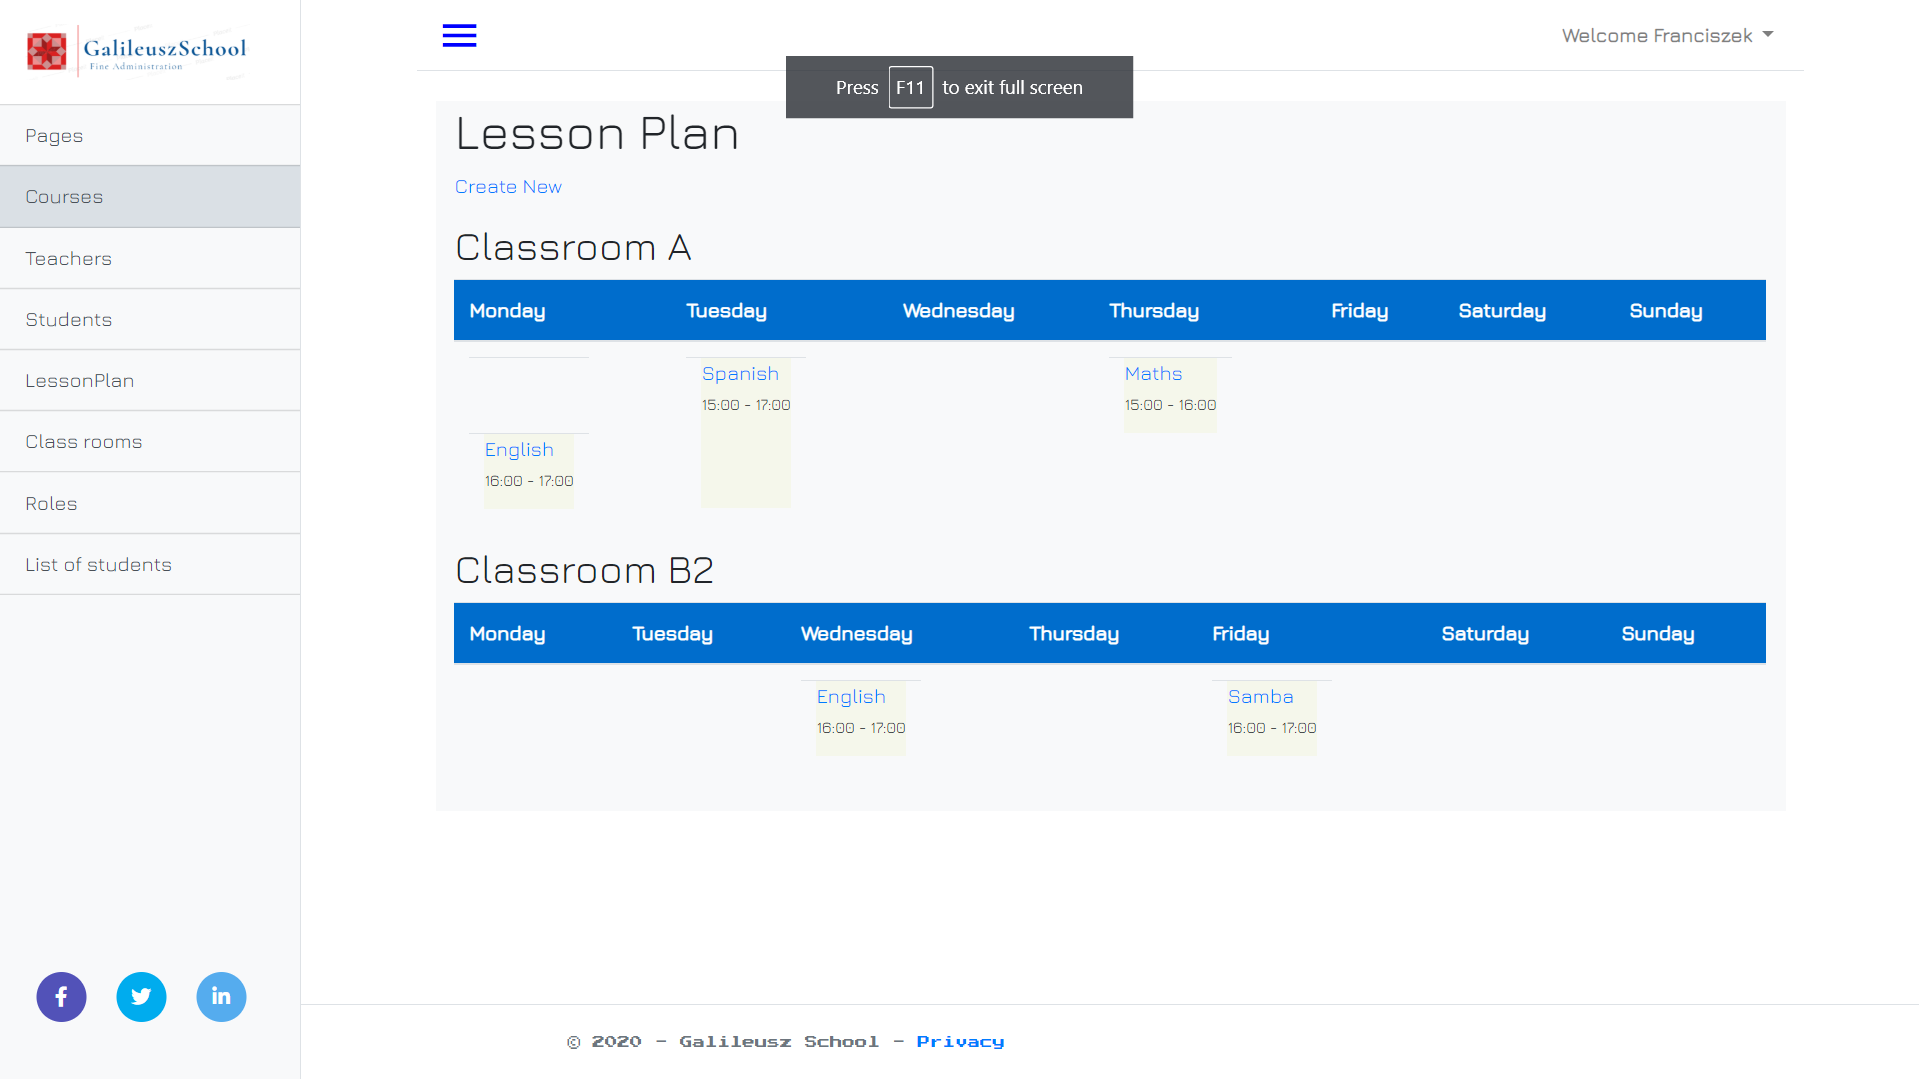 GalileuszSchool
Fine Administration
Pages
Courses
Teachers
Students
LessonPlan
Class rooms
Roles
List of students
Welcome Franciszek
Press F11 to exit full screen
Lesson Plan
Create New
Classroom A
Monday Tuesday Wednesday Thursday Friday Saturday Sunday
Spanish Maths
15:00 - 17:00 15:00 - 16:00
English
16:00 - 17:00
Classroom B2
Monday Tuesday Wednesday Thursday Friday Saturday Sunday
English Samba
16:00 - 17:00 16:00 - 17:00
© 2020 - Galileusz School - Privacy